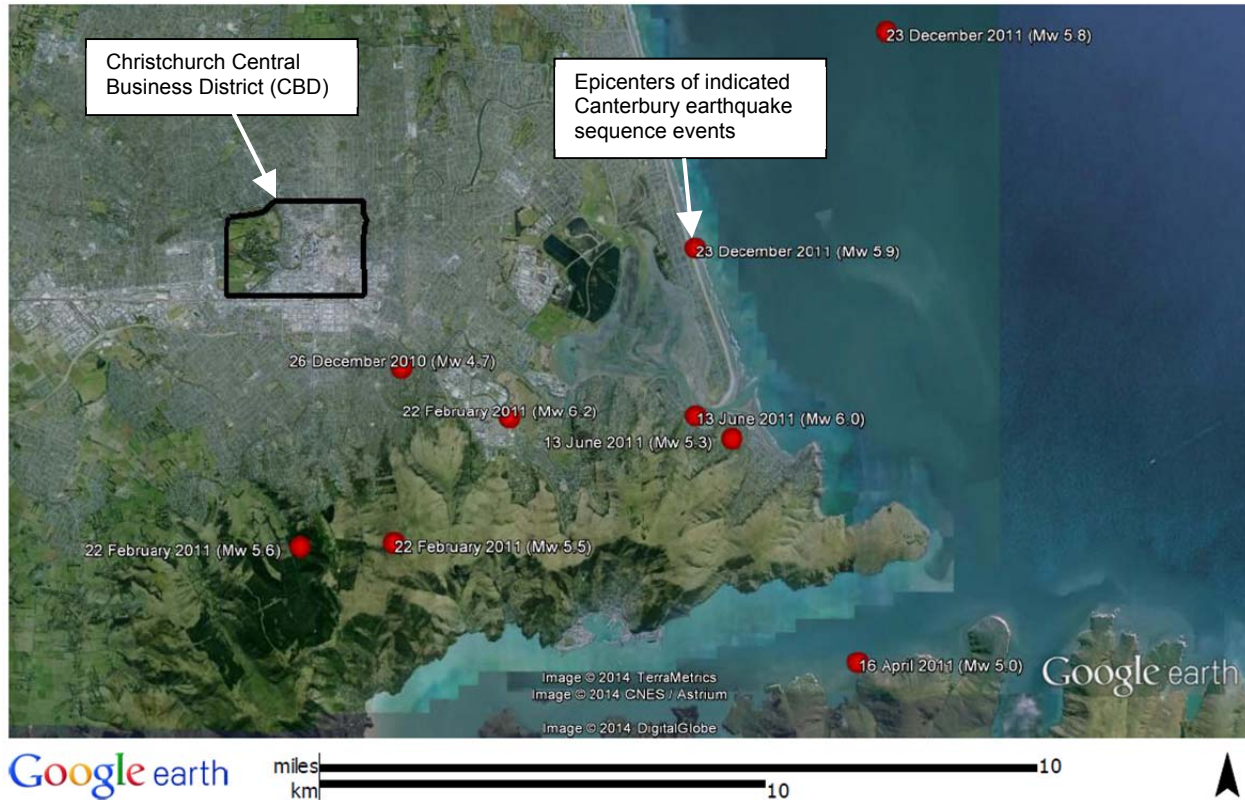 23 December 2011 (Mw 5.8)
Christchurch Central
Business District (CBD)
Epicenters of indicated
Canterbury earthquake
sequence events
23 December 2011 (Mw 5.9)
26 December 2010 (Mw 4.7)
22 February 2011 (Mw 6.2)
13 June 2011 (Mw 6.0)
13 June 2011 (Mw 5.3)
22 February 2011 (Mw 5.6)
22 February 2011 (Mw 5.5)
16 April 2011 (Mw 5.0)
Google earth
Image © 2014 TerraMetrics
Image © 2014 CNES / Astrium
Image © 2014 DigitalGlobe
Google earth
miles 10
km 10